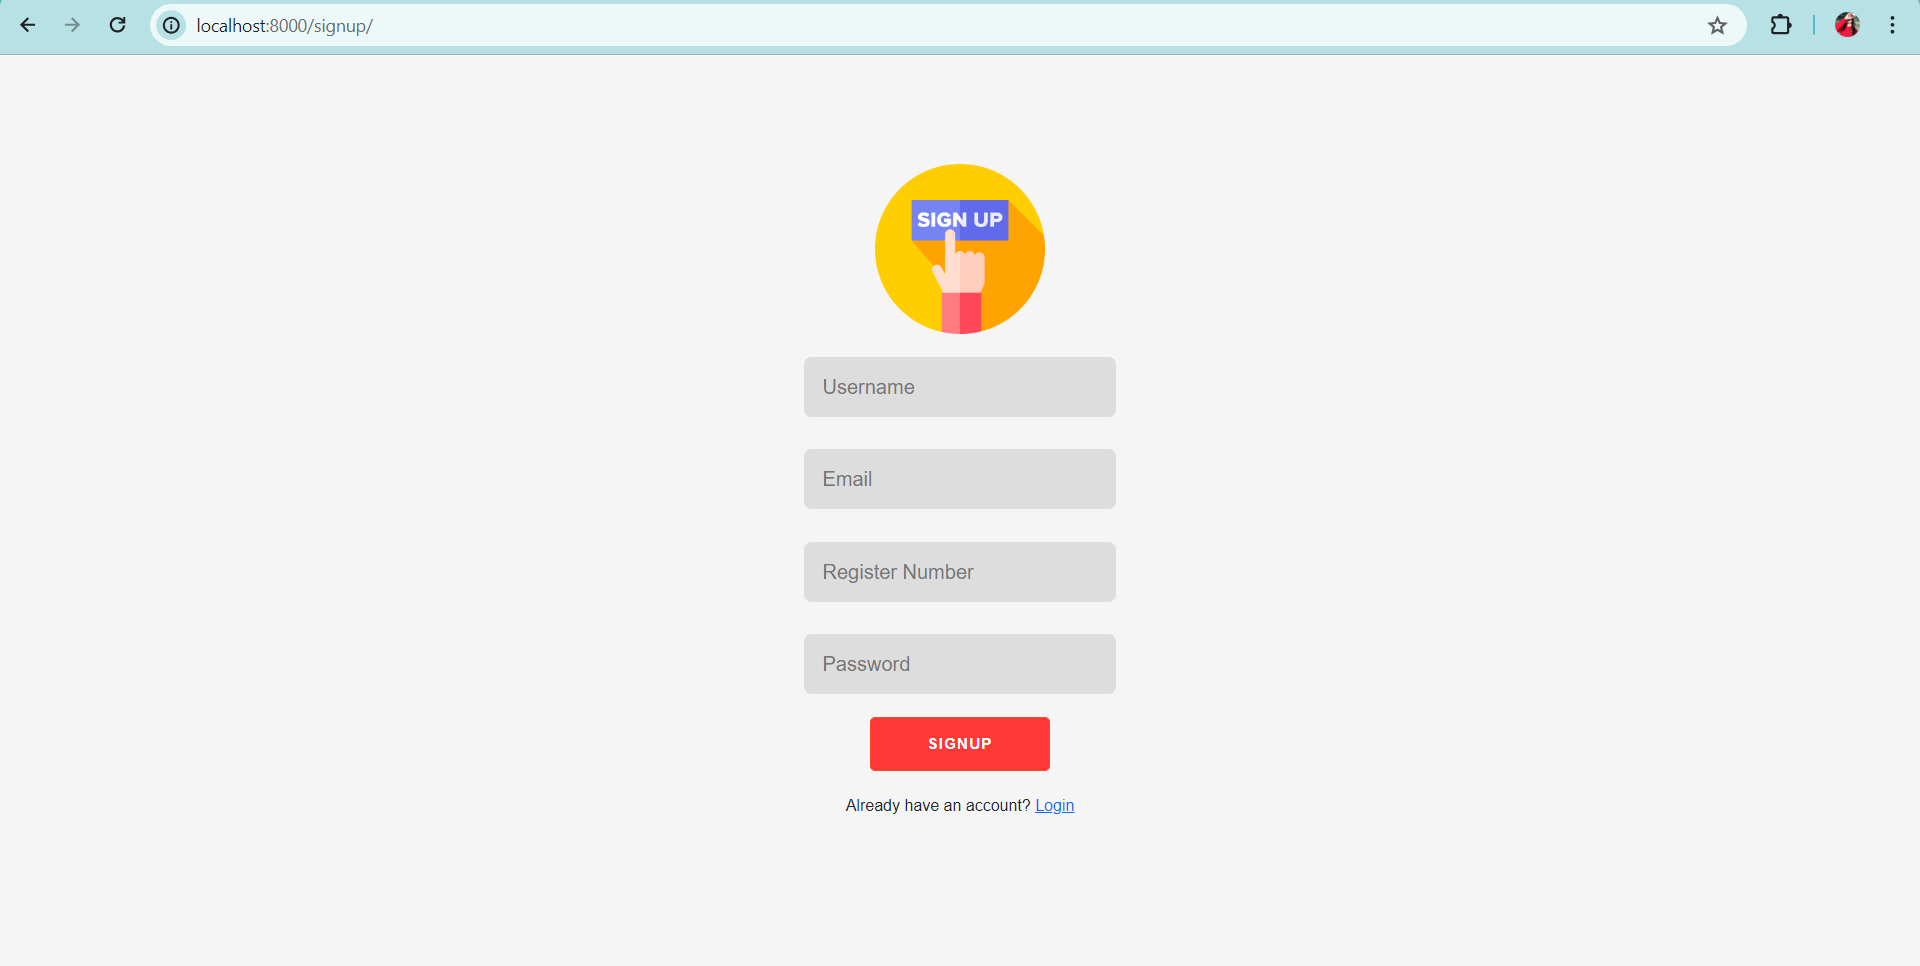 localhost:8000/signup/
SIGN UP
Username
Email
Register Number
Password
SIGNUP
Already have an account? Login